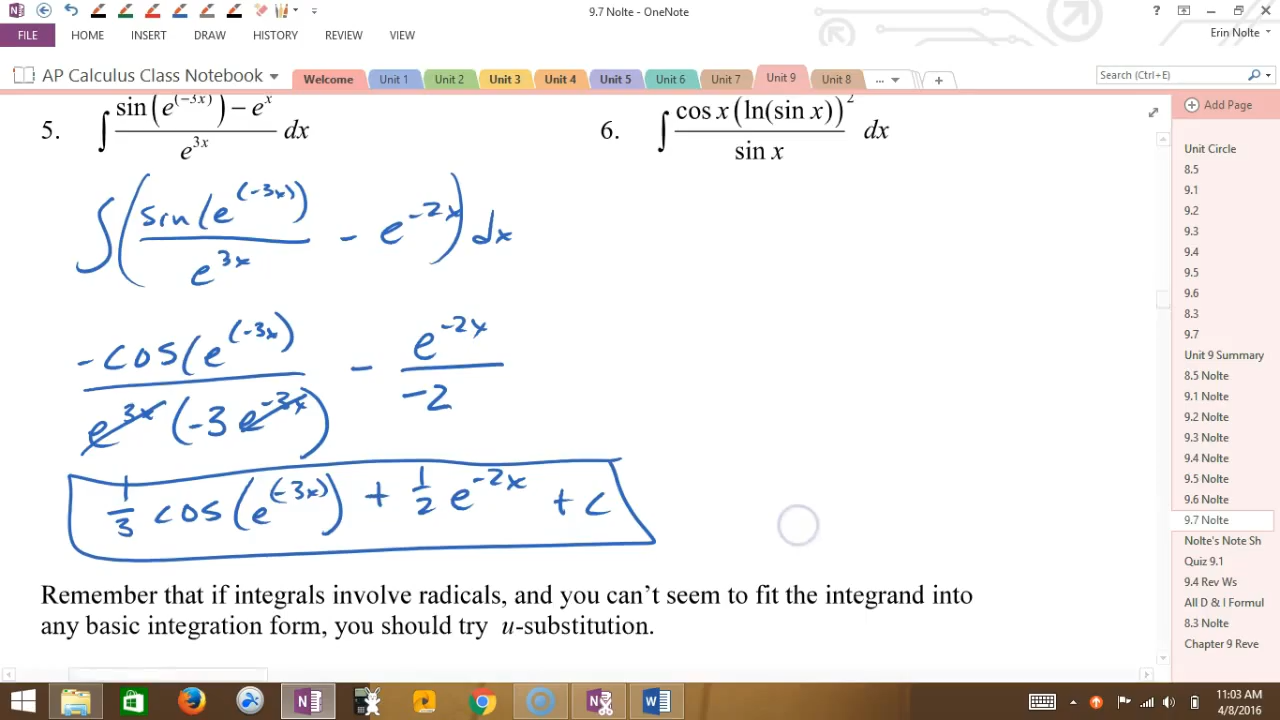 9.7 Nolte - OneNote
FILE HOME INSERT DRAW HISTORY REVIEW VIEW
Erin Nolte
AP Calculus Class Notebook Welcome Unit 1 Unit 2 Unit 3 Unit 4 Unit 5 Unit 6 Unit 7 Unit 9 Unit 8 ... +
Search (Ctrl+E)
5. ∫ (sin(e^(-3x)) − e^x)/e^(3x) dx
6. ∫ (cos x (ln(sin x))^2)/(sin x) dx
∫ ( sin(e^(-3x))/e^(3x) - e^(-2x) ) dx
-cos(e^(-3x))/(e^(3x) (-3 e^(-3x))) - e^(-2x)/-2
1/3 cos(e^(-3x)) + 1/2 e^(-2x) + c
Remember that if integrals involve radicals, and you can't seem to fit the integrand into
any basic integration form, you should try u-substitution.
Add Page
Unit Circle
8.5
9.1
9.2
9.3
9.4
9.5
9.6
8.3
9.7
Unit 9 Summary
8.5 Nolte
9.1 Nolte
9.2 Nolte
9.3 Nolte
9.4 Nolte
9.5 Nolte
9.6 Nolte
9.7 Nolte
Nolte's Note Sh
Quiz 9.1
9.4 Rev Ws
All D & I Formul
8.3 Nolte
Chapter 9 Reve
11:03 AM
4/8/2016